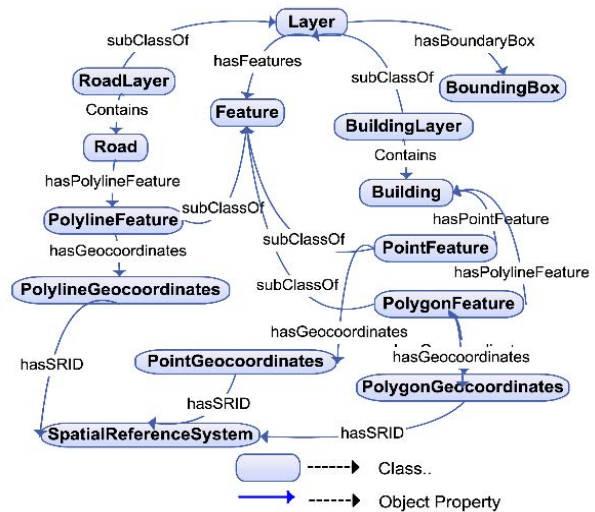 Layer
subClassOf
hasBoundaryBox
hasFeatures
RoadLayer
subClassOf
BoundingBox
Contains
Feature
BuildingLayer
Road
Contains
hasPolylineFeature
Building
PolylineFeature
subClassOf
hasPointFeature
hasGeocoordinates
subClassOf
PointFeature
hasPolylineFeature
PolylineGeocoordinates
subClassOf
PolygonFeature
hasGeocoordinates
hasSRID
PointGeocoordinates
hasGeocoordinates
PolygonGeocoordinates
hasSRID
SpatialReferenceSystem
hasSRID
Class..
Object Property